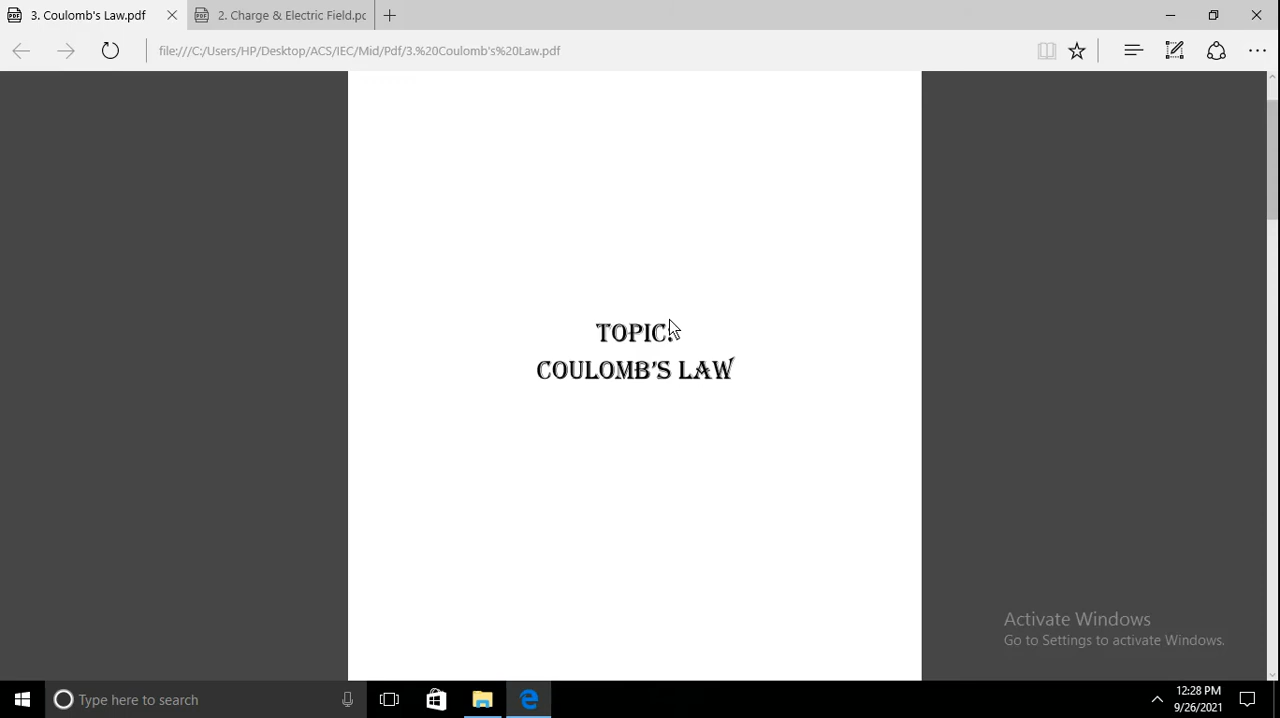 3. Coulomb's Law.pdf
2. Charge & Electric Field.pc
file:///C:/Users/HP/Desktop/ACS/IEC/Mid/Pdf/3.%20Coulomb's%20Law.pdf
TOPIC:
COULOMB'S LAW
Activate Windows
Go to Settings to activate Windows.
Type here to search
12:28 PM
9/26/2021